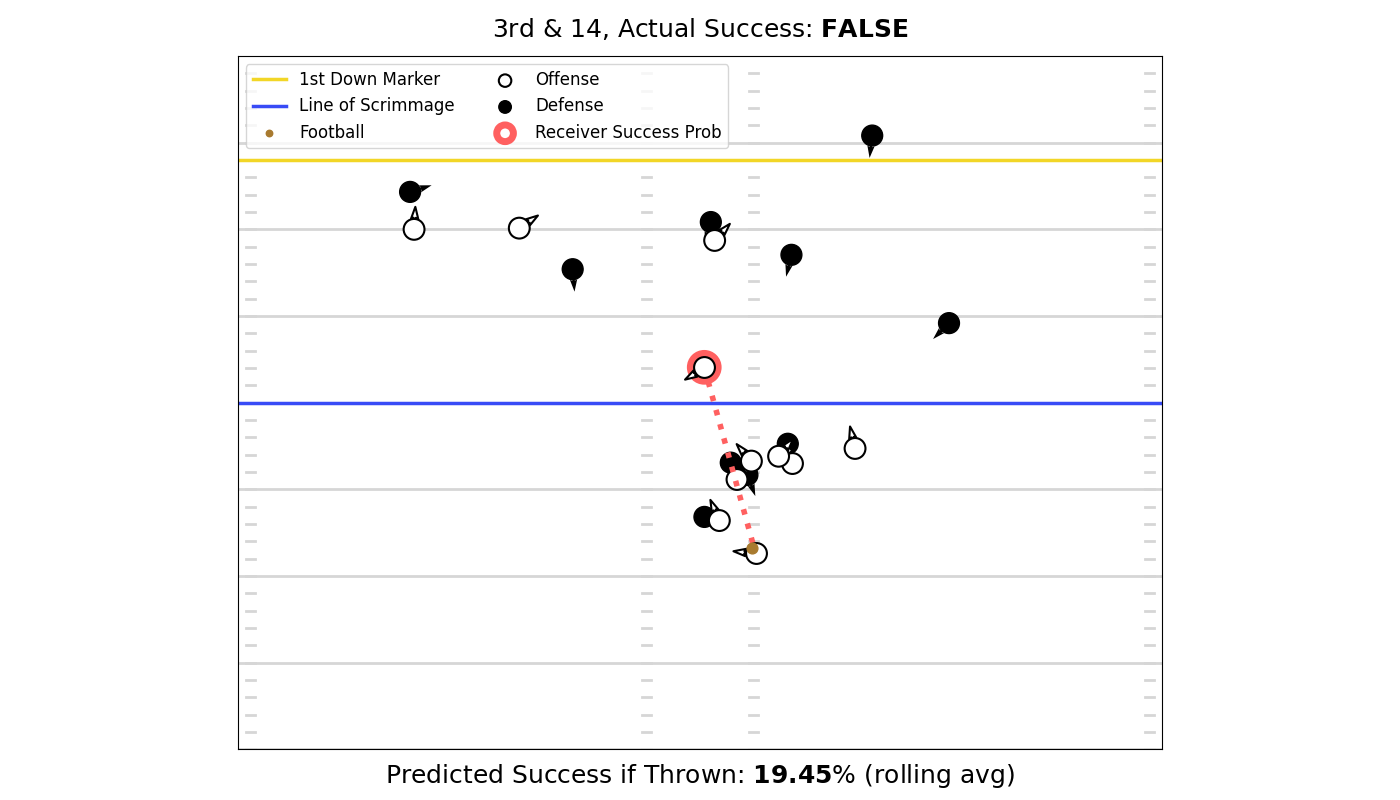 3rd & 14, Actual Success: FALSE
1st Down Marker
Line of Scrimmage
Football
Offense
Defense
Receiver Success Prob
Predicted Success if Thrown: 19.45% (rolling avg)